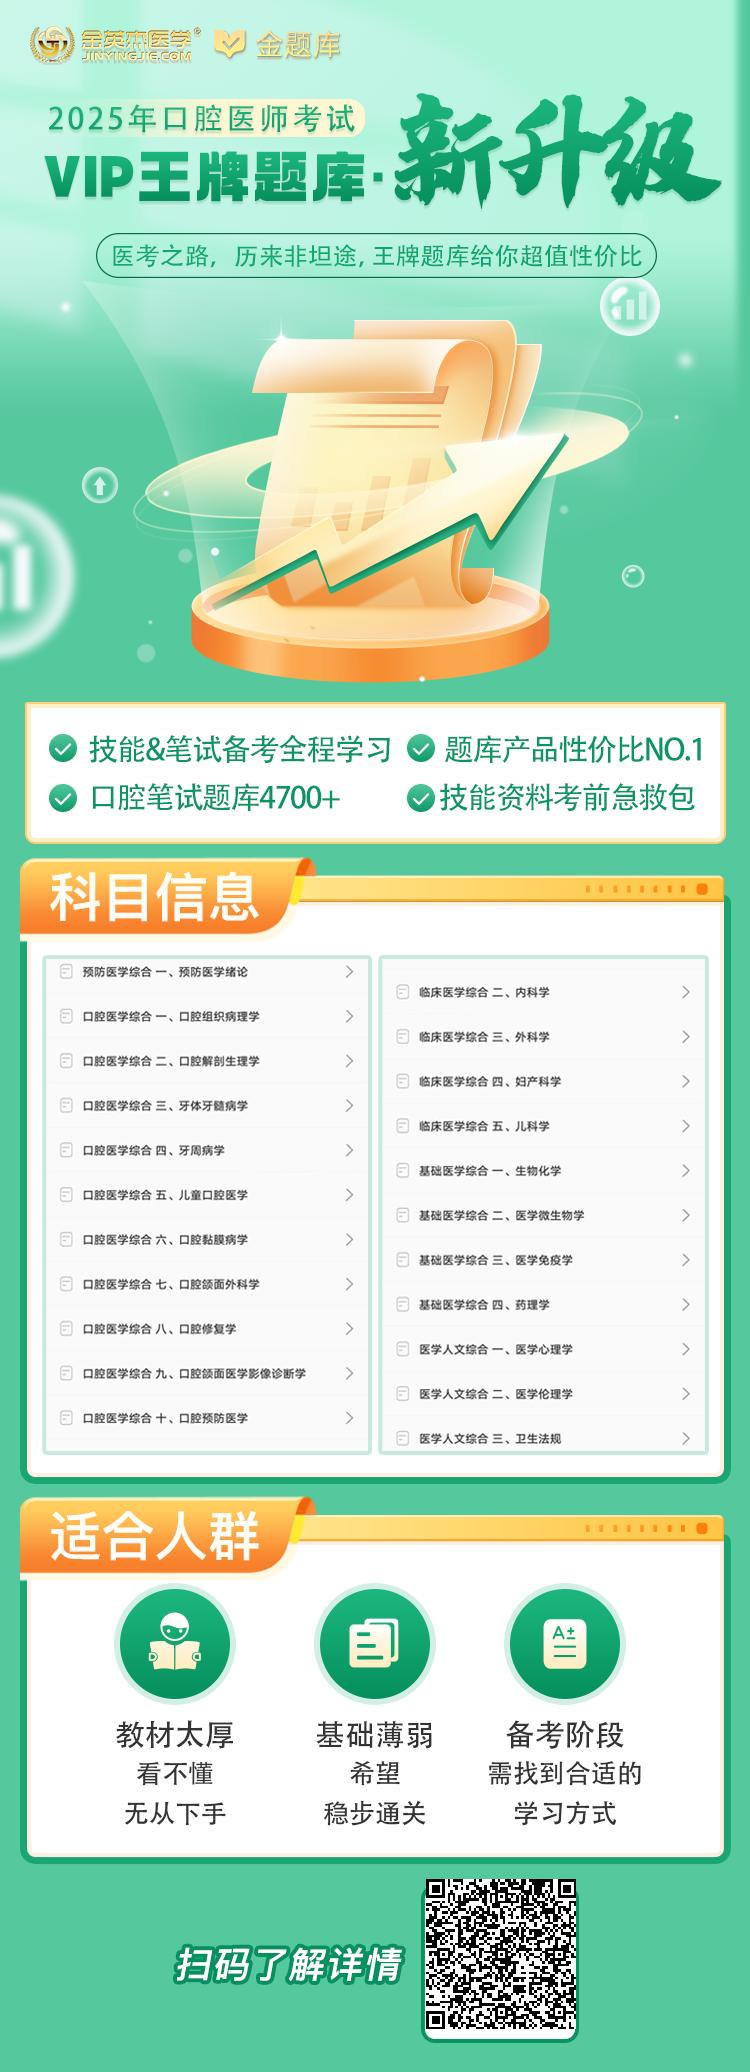 金英杰医学®
JINYINGJIE.COM
金题库
2025年口腔医师考试
VIP王牌题库·新升级
医考之路，历来非坦途,王牌题库给你超值性价比
技能&笔试备考全程学习
题库产品性价比NO.1
口腔笔试题库4700+
技能资料考前急救包
科目信息
预防医学综合 一、预防医学绪论
口腔医学综合 一、口腔组织病理学
口腔医学综合 二、口腔解剖生理学
口腔医学综合 三、牙体牙髓病学
口腔医学综合 四、牙周病学
口腔医学综合 五、儿童口腔医学
口腔医学综合 六、口腔黏膜病学
口腔医学综合 七、口腔颌面外科学
口腔医学综合 八、口腔修复学
口腔医学综合 九、口腔颌面医学影像诊断学
口腔医学综合 十、口腔预防医学
临床医学综合 二、内科学
临床医学综合 三、外科学
临床医学综合 四、妇产科学
临床医学综合 五、儿科学
基础医学综合 一、生物化学
基础医学综合 二、医学微生物学
基础医学综合 三、医学免疫学
基础医学综合 四、药理学
医学人文综合 一、医学心理学
医学人文综合 二、医学伦理学
医学人文综合 三、卫生法规
适合人群
A+
教材太厚
看不懂
无从下手
基础薄弱
希望
稳步通关
备考阶段
需找到合适的
学习方式
扫码了解详情